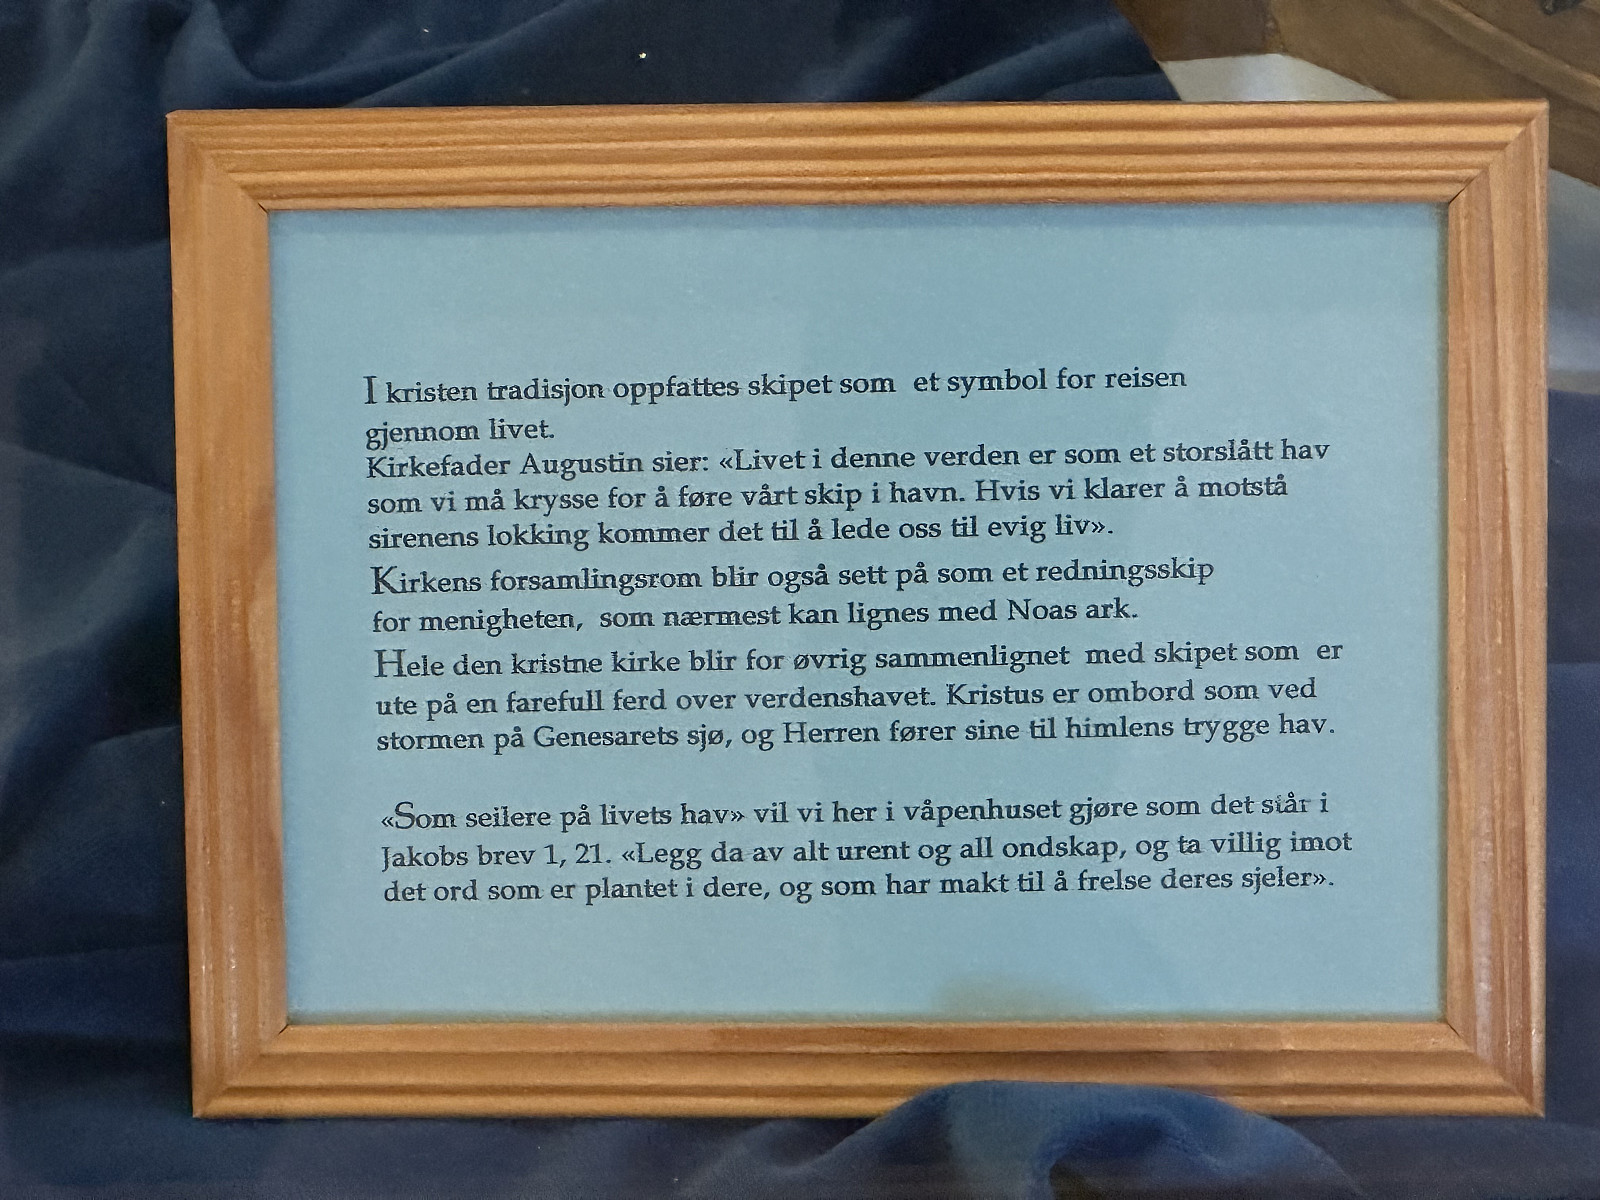 I kristen tradisjon oppfattes skipet som et symbol for reisen
gjennom livet.
Kirkefader Augustin sier: «Livet i denne verden er som et storslått hav
som vi må krysse for å føre vårt skip i havn. Hvis vi klarer å motstå
sirenens lokking kommer det til å lede oss til evig liv».
Kirkens forsamlingsrom blir også sett på som et redningsskip
for menigheten, som nærmest kan lignes med Noas ark.
Hele den kristne kirke blir for øvrig sammenlignet med skipet som er
ute på en farefull ferd over verdenshavet. Kristus er ombord som ved
stormen på Genesarets sjø, og Herren fører sine til himlens trygge hav.
«Som seilere på livets hav» vil vi her i våpenhuset gjøre som det står i
Jakobs brev 1, 21. «Legg da av alt urent og all ondskap, og ta villig imot
det ord som er plantet i dere, og som har makt til å frelse deres sjeler».